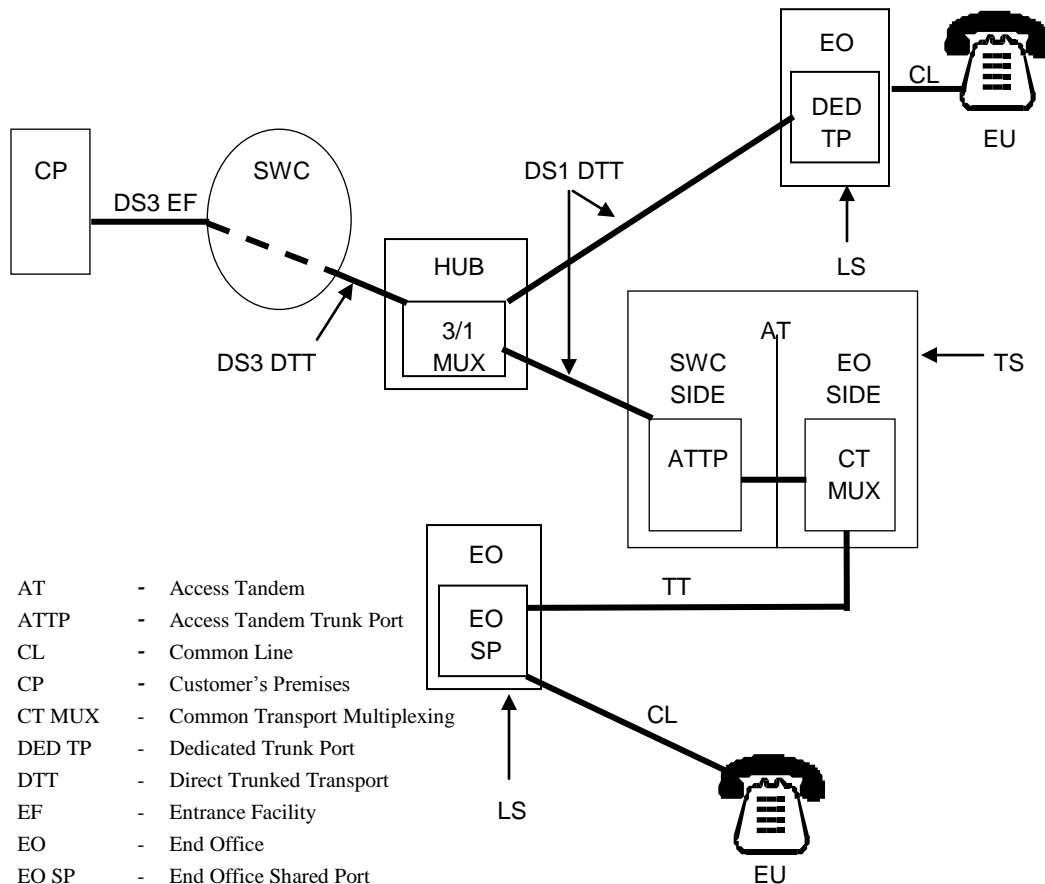 EO
CL
DED
TP
EU
CP
SWC
DS3 EF
DS1 DTT
LS
HUB
3/1
MUX
DS3 DTT
AT
SWC
SIDE
EO
SIDE
TS
ATTP
CT
MUX
EO
EO
SP
TT
CL
LS
EU
AT - Access Tandem
ATTP - Access Tandem Trunk Port
CL - Common Line
CP - Customer’s Premises
CT MUX - Common Transport Multiplexing
DED TP - Dedicated Trunk Port
DTT - Direct Trunked Transport
EF - Entrance Facility
EO - End Office
EO SP - End Office Shared Port